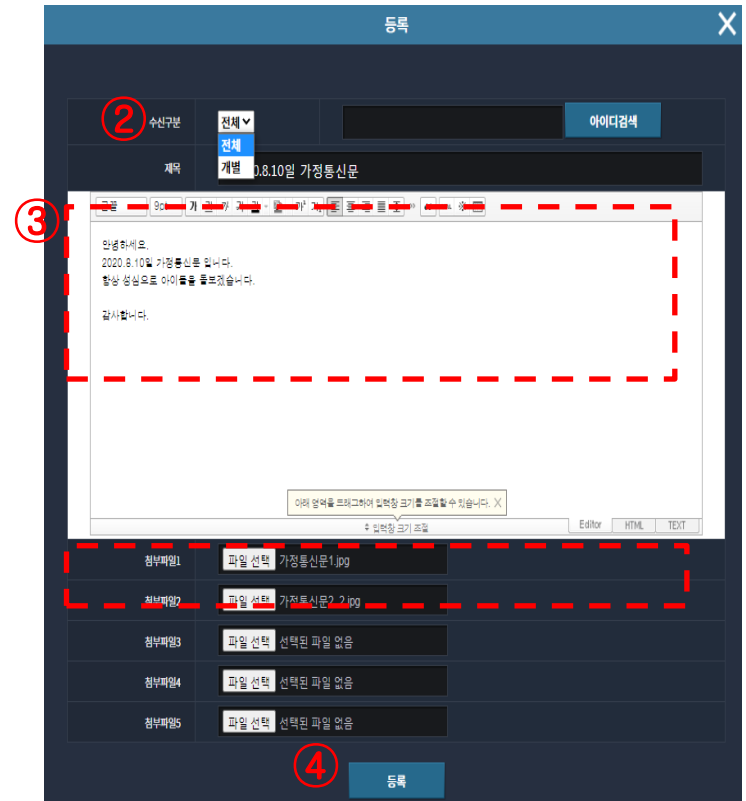 등록 X
② 수신구분 전체 아이디검색
전체
개별
제목 0.8.10일 가정통신문
③
9pt 가
안녕하세요.
2020.8.10일 가정통신문 입니다.
항상 성심으로 아이들을 돌보겠습니다.
감사합니다.
아래 영역을 드래그하여 입력창 크기를 조절할 수 있습니다. X
입력창 크기 조절 Editor HTML TEXT
첨부파일1 파일 선택 가정통신문1.jpg
첨부파일2 파일 선택 가정통신문2_2.jpg
첨부파일3 파일 선택 선택된 파일 없음
첨부파일4 파일 선택 선택된 파일 없음
첨부파일5 파일 선택 선택된 파일 없음
④ 등록